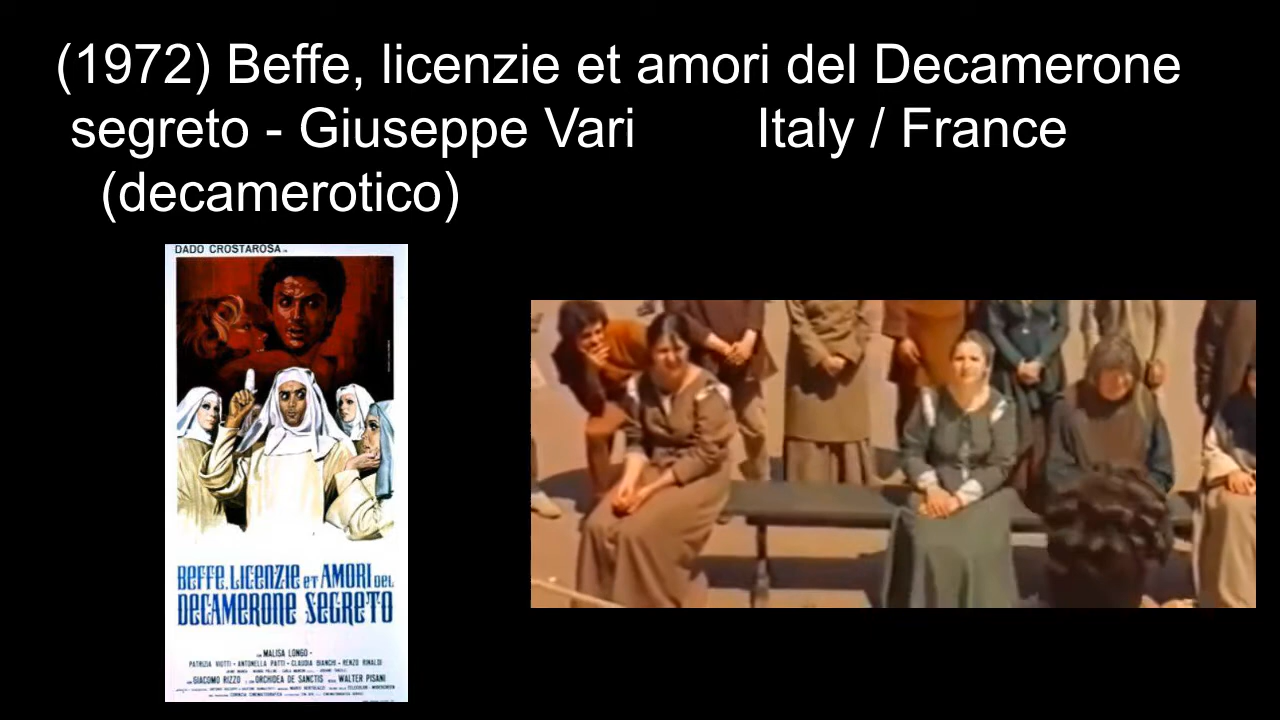 (1972) Beffe, licenzie et amori del Decamerone
segreto - Giuseppe Vari Italy / France
(decamerotico)
DADO CROSTAROSA
BEFFE, LICENZIE ET AMORI DEL
DECAMERONE SEGRETO
MALISA LONGO
PATRIZIA VIOTTI - ANTONELLA PATTI - CLAUDIA BIANCHI - RENZO RINALDI
GIACOMO RIZZO ORCHIDEA DE SANCTIS WALTER PISANI